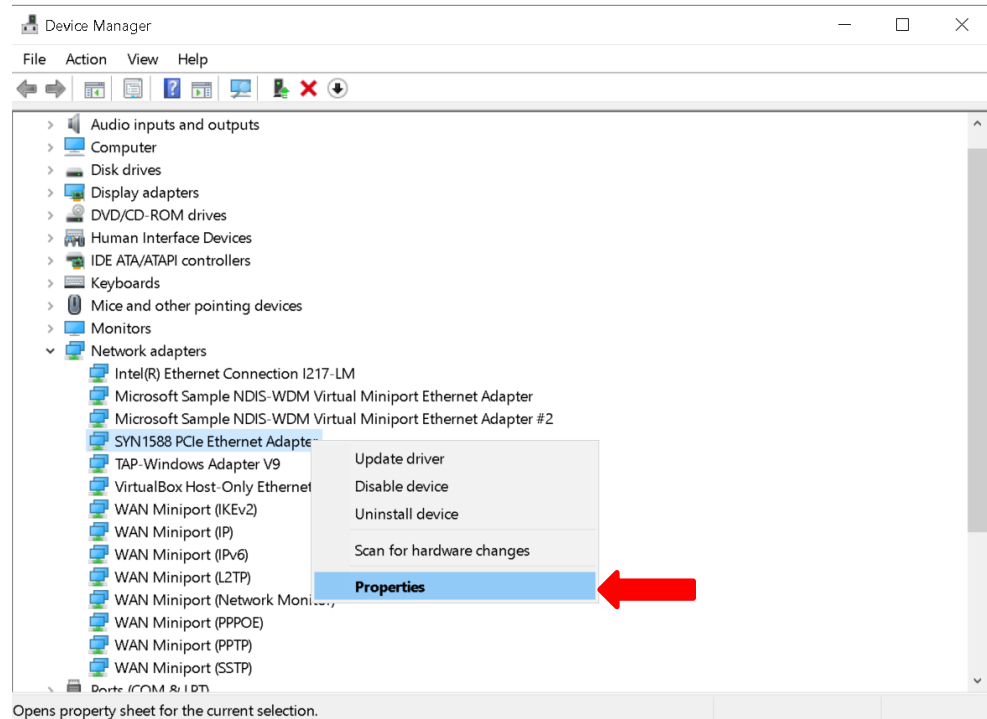 Device Manager
File Action View Help
Audio inputs and outputs
Computer
Disk drives
Display adapters
DVD/CD-ROM drives
Human Interface Devices
IDE ATA/ATAPI controllers
Keyboards
Mice and other pointing devices
Monitors
Network adapters
Intel(R) Ethernet Connection I217-LM
Microsoft Sample NDIS-WDM Virtual Miniport Ethernet Adapter
Microsoft Sample NDIS-WDM Virtual Miniport Ethernet Adapter #2
SYN1588 PCIe Ethernet Adapter
TAP-Windows Adapter V9
VirtualBox Host-Only Ethernet
WAN Miniport (IKEv2)
WAN Miniport (IP)
WAN Miniport (IPv6)
WAN Miniport (L2TP)
WAN Miniport (Network Monitor)
WAN Miniport (PPPOE)
WAN Miniport (PPTP)
WAN Miniport (SSTP)
Ports (COM & LPT)
Update driver
Disable device
Uninstall device
Scan for hardware changes
Properties
Opens property sheet for the current selection.